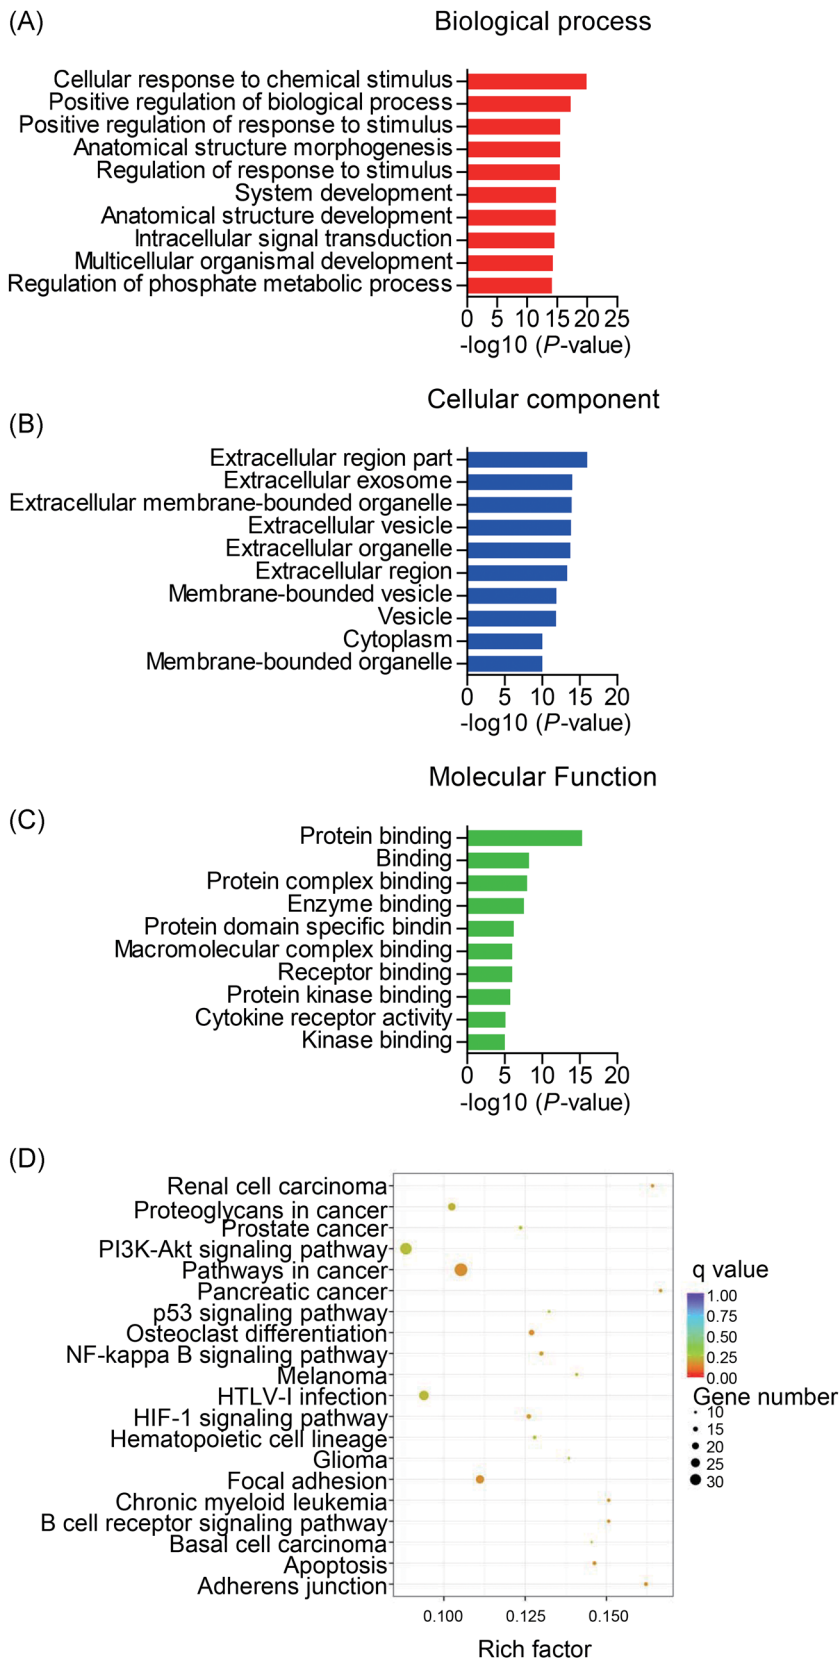 (A)
Biological process
Cellular response to chemical stimulus
Positive regulation of biological process
Positive regulation of response to stimulus
Anatomical structure morphogenesis
Regulation of response to stimulus
System development
Anatomical structure development
Intracellular signal transduction
Multicellular organismal development
Regulation of phosphate metabolic process
0 5 10 15 20 25
-log10 (P-value)
Cellular component
(B)
Extracellular region part
Extracellular exosome
Extracellular membrane-bounded organelle
Extracellular vesicle
Extracellular organelle
Extracellular region
Membrane-bounded vesicle
Vesicle
Cytoplasm
Membrane-bounded organelle
0 5 10 15 20
-log10 (P-value)
Molecular Function
(C)
Protein binding
Binding
Protein complex binding
Enzyme binding
Protein domain specific bindin
Macromolecular complex binding
Receptor binding
Protein kinase binding
Cytokine receptor activity
Kinase binding
0 5 10 15 20
-log10 (P-value)
(D)
Renal cell carcinoma
Proteoglycans in cancer
Prostate cancer
PI3K-Akt signaling pathway
Pathways in cancer
Pancreatic cancer
p53 signaling pathway
Osteoclast differentiation
NF-kappa B signaling pathway
Melanoma
HTLV-I infection
HIF-1 signaling pathway
Hematopoietic cell lineage
Glioma
Focal adhesion
Chronic myeloid leukemia
B cell receptor signaling pathway
Basal cell carcinoma
Apoptosis
Adherens junction
0.100 0.125 0.150
Rich factor
q value
1.00
0.75
0.50
0.25
0.00
Gene number
10
15
20
25
30